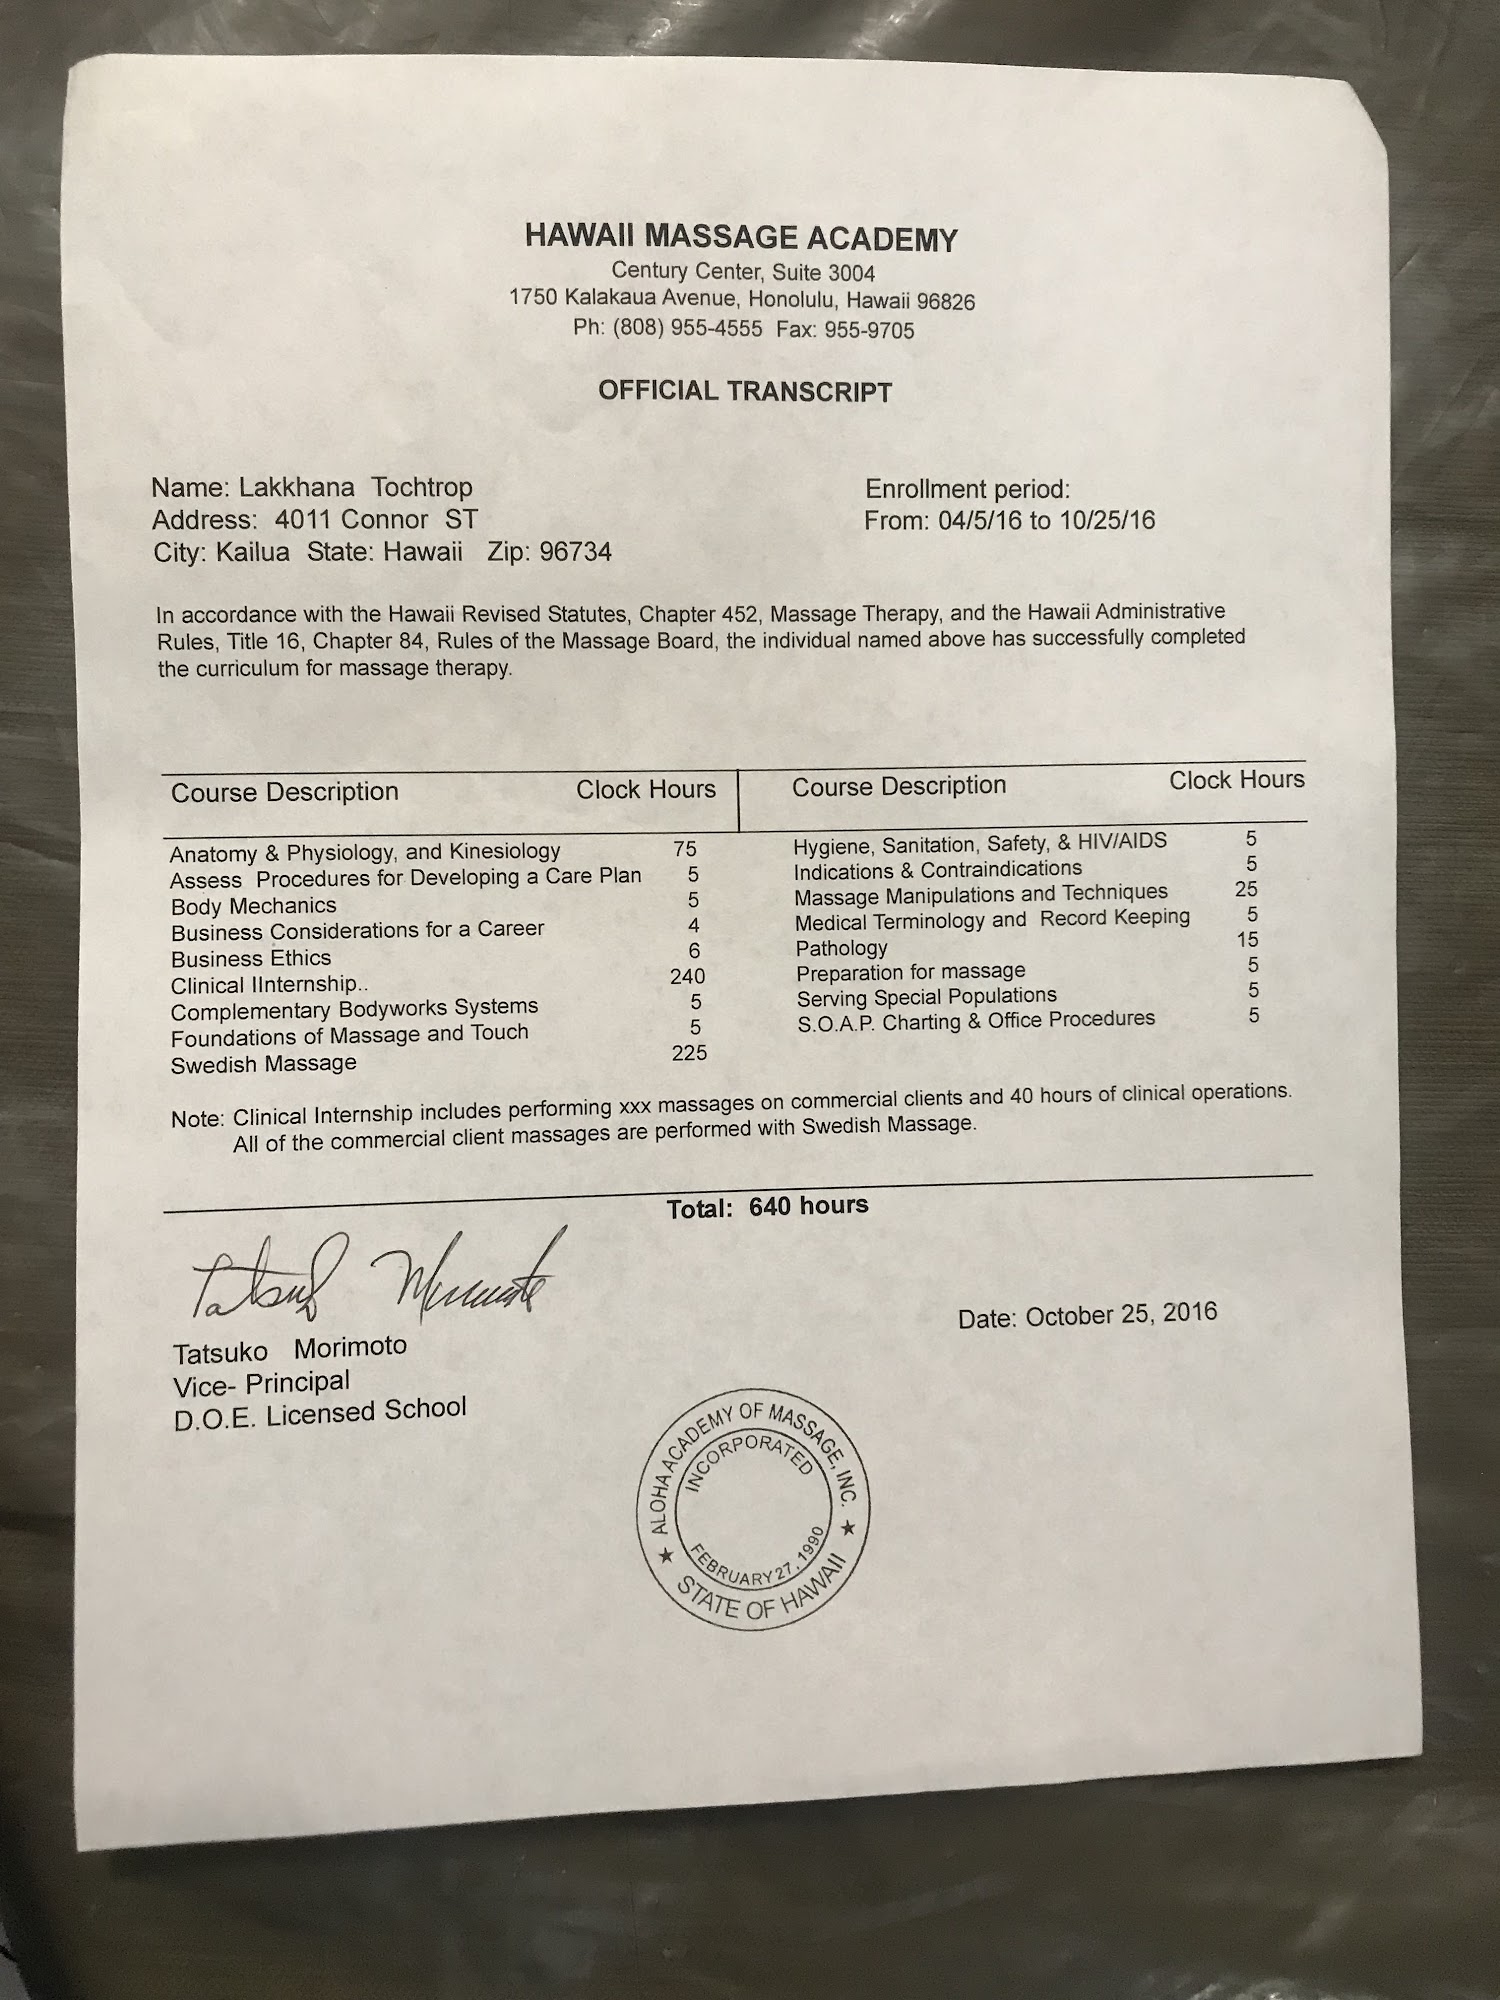 HAWAII MASSAGE ACADEMY
Century Center, Suite 3004
1750 Kalakaua Avenue, Honolulu, Hawaii 96826
Ph: (808) 955-4555 Fax: 955-9705
OFFICIAL TRANSCRIPT
Name: Lakkhana Tochtrop
Address: 4011 Connor ST
City: Kailua State: Hawaii Zip: 96734
Enrollment period:
From: 04/5/16 to 10/25/16
In accordance with the Hawaii Revised Statutes, Chapter 452, Massage Therapy, and the Hawaii Administrative
Rules, Title 16, Chapter 84, Rules of the Massage Board, the individual named above has successfully completed
the curriculum for massage therapy.
Course Description Clock Hours
Anatomy & Physiology, and Kinesiology 75
Assess Procedures for Developing a Care Plan 5
Body Mechanics 5
Business Considerations for a Career 4
Business Ethics 6
Clinical IInternship.. 240
Complementary Bodyworks Systems 5
Foundations of Massage and Touch 5
Swedish Massage 225
Course Description Clock Hours
Hygiene, Sanitation, Safety, & HIV/AIDS 5
Indications & Contraindications 5
Massage Manipulations and Techniques 25
Medical Terminology and Record Keeping 5
Pathology 15
Preparation for massage 5
Serving Special Populations 5
S.O.A.P. Charting & Office Procedures 5
Note: Clinical Internship includes performing xxx massages on commercial clients and 40 hours of clinical operations.
All of the commercial client massages are performed with Swedish Massage.
Total: 640 hours
Tatsuko Morimoto
Vice- Principal
D.O.E. Licensed School
Date: October 25, 2016
ALOHA ACADEMY OF MASSAGE, INC.
INCORPORATED
FEBRUARY 27, 1990
★ STATE OF HAWAII ★